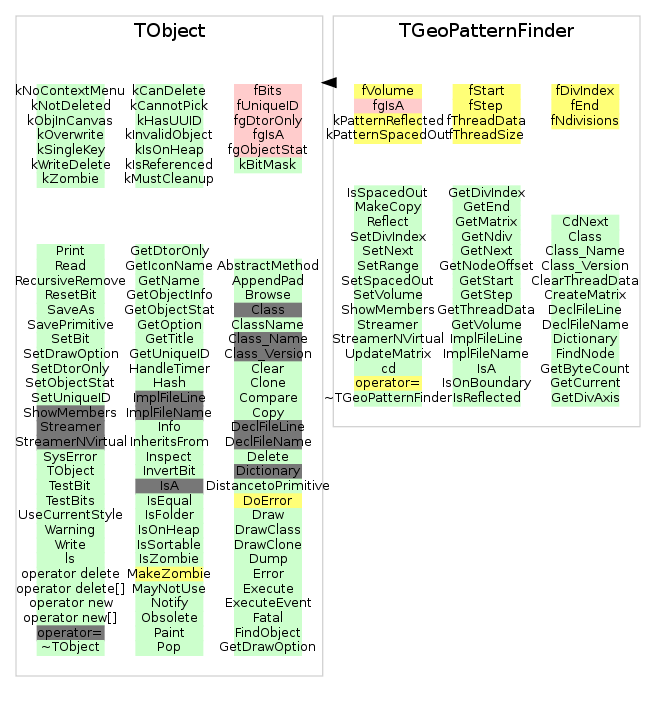 TObject
kNoContextMenu
kNotDeleted
kObjInCanvas
kOverwrite
kSingleKey
kWriteDelete
kZombie
kCanDelete
kCannotPick
kHasUUID
kInvalidObject
kIsOnHeap
kIsReferenced
kMustCleanup
fBits
fUniqueID
fgDtorOnly
fgIsA
fgObjectStat
kBitMask
Print
Read
RecursiveRemove
ResetBit
SaveAs
SavePrimitive
SetBit
SetDrawOption
SetDtorOnly
SetObjectStat
SetUniqueID
ShowMembers
Streamer
StreamerNVirtual
SysError
TObject
TestBit
TestBits
UseCurrentStyle
Warning
Write
ls
operator delete
operator delete[]
operator new
operator new[]
operator=
~TObject
GetDtorOnly
GetIconName
GetName
GetObjectInfo
GetObjectStat
GetOption
GetTitle
GetUniqueID
HandleTimer
Hash
ImplFileLine
ImplFileName
Info
InheritsFrom
Inspect
InvertBit
IsA
IsEqual
IsFolder
IsOnHeap
IsSortable
IsZombie
MakeZombie
MayNotUse
Notify
Obsolete
Paint
Pop
AbstractMethod
AppendPad
Browse
Class
ClassName
Class_Name
Class_Version
Clear
Clone
Compare
Copy
DeclFileLine
DeclFileName
Delete
Dictionary
DistancetoPrimitive
DoError
Draw
DrawClass
DrawClone
Dump
Error
Execute
ExecuteEvent
Fatal
FindObject
GetDrawOption
TGeoPatternFinder
fVolume
fgIsA
kPatternReflected
kPatternSpacedOut
fStart
fStep
fThreadData
fThreadSize
fDivIndex
fEnd
fNdivisions
IsSpacedOut
MakeCopy
Reflect
SetDivIndex
SetNext
SetRange
SetSpacedOut
SetVolume
ShowMembers
Streamer
StreamerNVirtual
UpdateMatrix
cd
operator=
~TGeoPatternFinder
GetDivIndex
GetEnd
GetMatrix
GetNdiv
GetNext
GetNodeOffset
GetStart
GetStep
GetThreadData
GetVolume
ImplFileLine
ImplFileName
IsA
IsOnBoundary
IsReflected
CdNext
Class
Class_Name
Class_Version
ClearThreadData
CreateMatrix
DeclFileLine
DeclFileName
Dictionary
FindNode
GetByteCount
GetCurrent
GetDivAxis